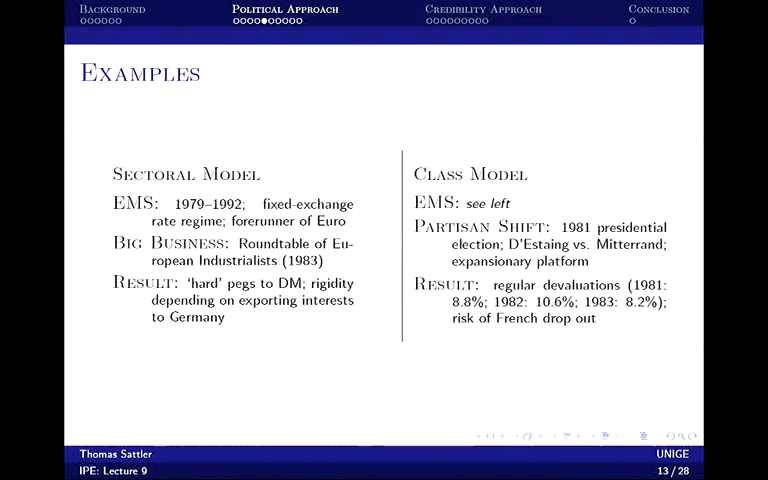 Background
Political Approach
Credibility Approach
Conclusion
Examples
Sectoral Model
EMS: 1979–1992; fixed-exchange
rate regime; forerunner of Euro
Big Business: Roundtable of Eu-
ropean Industrialists (1983)
Result: ‘hard’ pegs to DM; rigidity
depending on exporting interests
to Germany
Class Model
EMS: see left
Partisan Shift: 1981 presidential
election; D’Estaing vs. Mitterrand;
expansionary platform
Result: regular devaluations (1981:
8.8%; 1982: 10.6%; 1983: 8.2%);
risk of French drop out
Thomas Sattler
UNIGE
IPE: Lecture 9
13 / 28